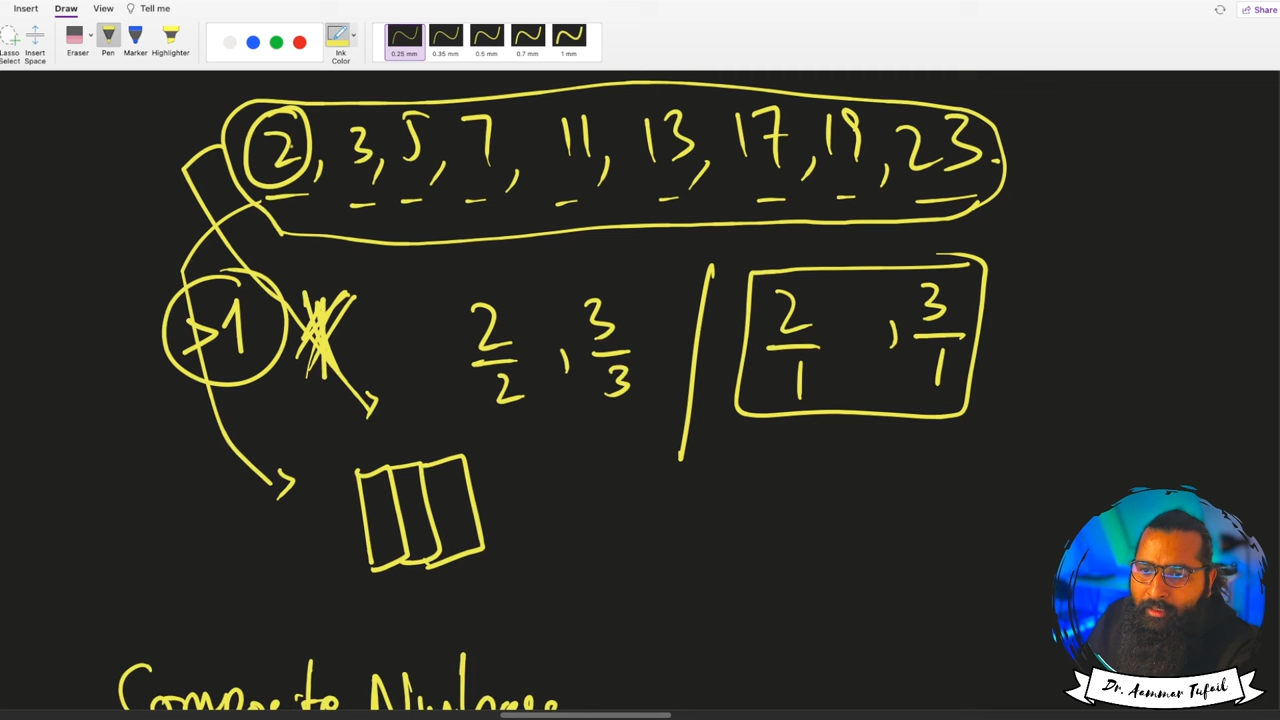 Insert Draw View Tell me Share
Lasso Select Insert Space Eraser Pen Marker Highlighter Ink Color 0.25 mm 0.35 mm 0.5 mm 0.7 mm 1 mm
2, 3, 5, 7, 11, 13, 17, 19, 23.
>1
2/2, 3/3 / 2/1, 3/1
Composite
Dr. Aammar Tufail